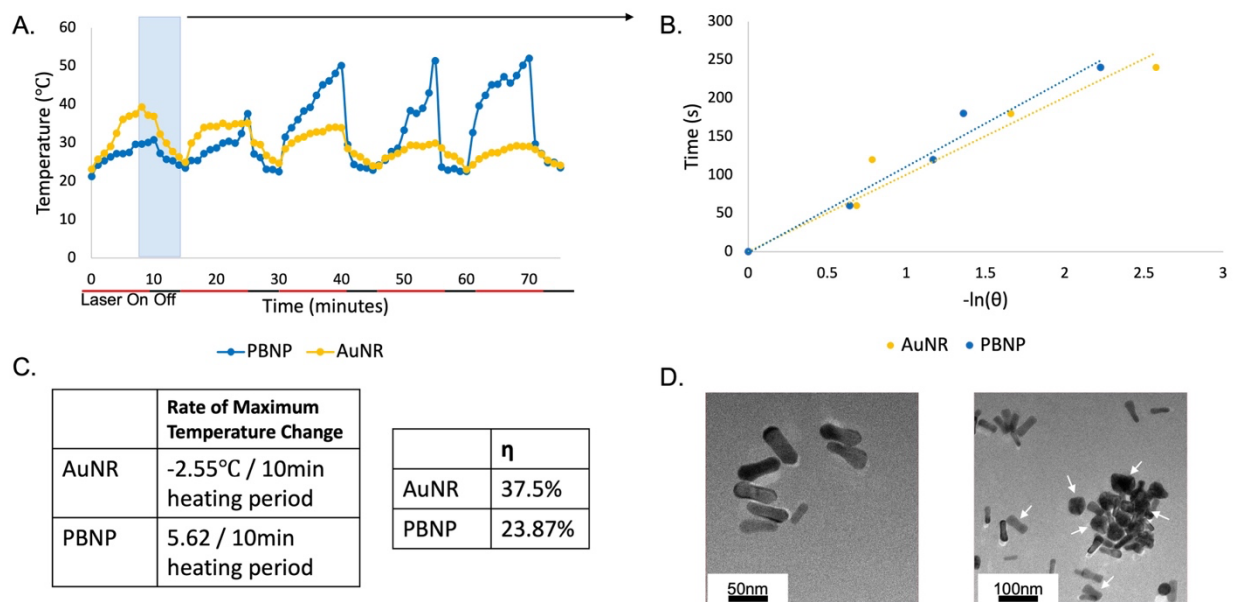 A.
60
50
40
30
20
10
0
Temperature (°C)
0 10 20 30 40 50 60 70
Laser On Off
Time (minutes)
PBNP AuNR
B.
300
250
200
150
100
50
0
Time (s)
0 0.5 1 1.5 2 2.5 3
-ln(θ)
AuNR PBNP
C.
Rate of Maximum
Temperature Change
AuNR
-2.55°C / 10min
heating period
PBNP
5.62 / 10min
heating period
η
AuNR 37.5%
PBNP 23.87%
D.
50nm
100nm